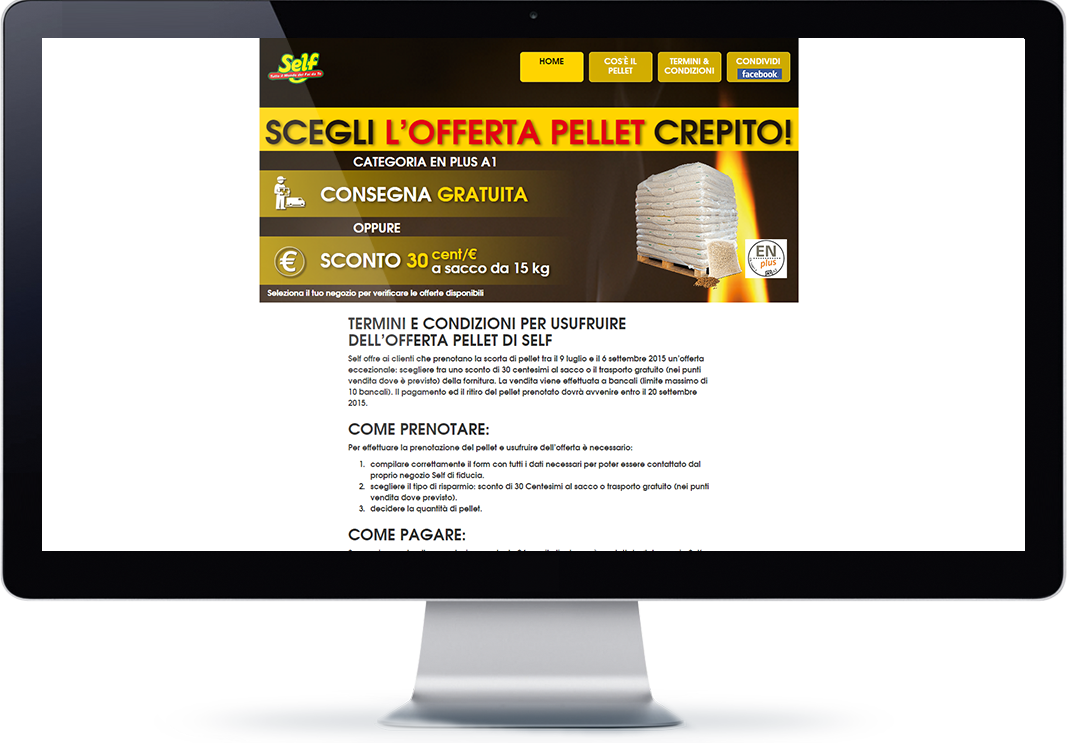 Self
Tutto il Mondo del Fai da Te
HOME
COS'È IL
PELLET
TERMINI &
CONDIZIONI
CONDIVIDI
facebook
SCEGLI L'OFFERTA PELLET CREPITO!
CATEGORIA EN PLUS A1
CONSEGNA GRATUITA
OPPURE
€ SCONTO 30 cent/€
a sacco da 15 kg
EN
plus
Seleziona il tuo negozio per verificare le offerte disponibili
TERMINI E CONDIZIONI PER USUFRUIRE
DELL'OFFERTA PELLET DI SELF
Self offre ai clienti che prenotano la scorta di pellet tra il 9 luglio e il 6 settembre 2015 un'offerta
eccezionale: scegliere tra uno sconto di 30 centesimi al sacco o il trasporto gratuito (nei punti
vendita dove è previsto) della fornitura. La vendita viene effettuata a bancali (limite massimo di
10 bancali). Il pagamento ed il ritiro del pellet prenotato dovrà avvenire entro il 20 settembre
2015.
COME PRENOTARE:
Per effettuare la prenotazione del pellet e usufruire dell'offerta è necessario:
1. compilare correttamente il form con tutti i dati necessari per poter essere contattato dal
proprio negozio Self di fiducia.
2. scegliere il tipo di risparmio: sconto di 30 Centesimi al sacco o trasporto gratuito (nei punti
vendita dove previsto).
3. decidere la quantità di pellet.
COME PAGARE: